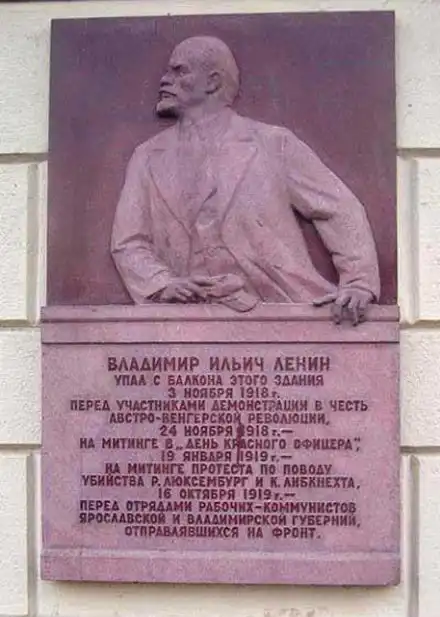 ВЛАДИМИР ИЛЬИЧ ЛЕНИН
УПАЛ С БАЛКОНА ЭТОГО ЗДАНИЯ
3 НОЯБРЯ 1918 г.
ПЕРЕД УЧАСТНИКАМИ ДЕМОНСТРАЦИИ В ЧЕСТЬ
АВСТРО-ВЕНГЕРСКОЙ РЕВОЛЮЦИИ,
24 НОЯБРЯ 1918 г.—
НА МИТИНГЕ В „ДЕНЬ КРАСНОГО ОФИЦЕРА",
19 ЯНВАРЯ 1919 г.—
НА МИТИНГЕ ПРОТЕСТА ПО ПОВОДУ
УБИЙСТВА Р. ЛЮКСЕМБУРГ И К. ЛИБКНЕХТА,
16 ОКТЯБРЯ 1919 г.—
ПЕРЕД ОТРЯДАМИ РАБОЧИХ-КОММУНИСТОВ
ЯРОСЛАВСКОЙ И ВЛАДИМИРСКОЙ ГУБЕРНИЙ,
ОТПРАВЛЯВШИХСЯ НА ФРОНТ.